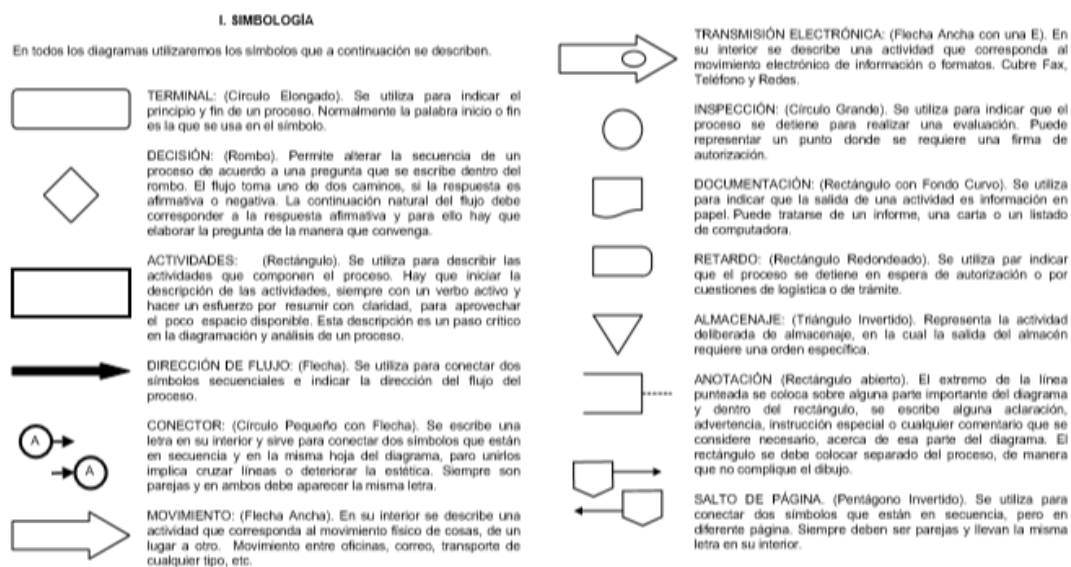 I. SIMBOLOGÍA
En todos los diagramas utilizaremos los símbolos que a continuación se describen.
TERMINAL: (Círculo Elongado). Se utiliza para indicar el
principio y fin de un proceso. Normalmente la palabra inicio o fin
es la que se usa en el símbolo.
DECISIÓN: (Rombo). Permite alterar la secuencia de un
proceso de acuerdo a una pregunta que se escribe dentro del
rombo. El flujo toma uno de dos caminos, si la respuesta es
afirmativa o negativa. La continuación natural del flujo debe
corresponder a la respuesta afirmativa y para ello hay que
elaborar la pregunta de la manera que convenga.
ACTIVIDADES: (Rectángulo). Se utiliza para describir las
actividades que componen el proceso. Hay que iniciar la
descripción de las actividades, siempre con un verbo activo y
hacer un esfuerzo por resumir con claridad, para aprovechar
el poco espacio disponible. Esta descripción es un paso crítico
en la diagramación y análisis de un proceso.
DIRECCIÓN DE FLUJO: (Flecha). Se utiliza para conectar dos
símbolos secuenciales e indicar la dirección del flujo del
proceso.
A
A
CONECTOR: (Círculo Pequeño con Flecha). Se escribe una
letra en su interior y sirve para conectar dos símbolos que están
en secuencia y en la misma hoja del diagrama, paro unirlos
implica cruzar líneas o deteriorar la estética. Siempre son
parejas y en ambos debe aparecer la misma letra.
MOVIMIENTO: (Flecha Ancha). En su interior se describe una
actividad que corresponda al movimiento físico de cosas, de un
lugar a otro. Movimiento entre oficinas, correo, transporte de
cualquier tipo, etc.
TRANSMISIÓN ELECTRÓNICA: (Flecha Ancha con una E). En
su interior se describe una actividad que corresponda al
movimiento electrónico de información o formatos. Cubre Fax,
Teléfono y Redes.
INSPECCIÓN: (Círculo Grande). Se utiliza para indicar que el
proceso se detiene para realizar una evaluación. Puede
representar un punto donde se requiere una firma de
autorización.
DOCUMENTACIÓN: (Rectángulo con Fondo Curvo). Se utiliza
para indicar que la salida de una actividad es información en
papel. Puede tratarse de un informe, una carta o un listado
de computadora.
RETARDO: (Rectángulo Redondeado). Se utiliza par indicar
que el proceso se detiene en espera de autorización o por
cuestiones de logística o de trámite.
ALMACENAJE: (Triángulo Invertido). Representa la actividad
deliberada de almacenaje, en la cual la salida del almacén
requiere una orden específica.
ANOTACIÓN (Rectángulo abierto). El extremo de la línea
punteada se coloca sobre alguna parte importante del diagrama
y dentro del rectángulo, se escribe alguna aclaración,
advertencia, instrucción especial o cualquier comentario que se
considere necesario, acerca de esa parte del diagrama. El
rectángulo se debe colocar separado del proceso, de manera
que no complique el dibujo.
SALTO DE PÁGINA. (Pentágono Invertido). Se utiliza para
conectar dos símbolos que están en secuencia, pero en
diferente página. Siempre deben ser parejas y llevan la misma
letra en su interior.